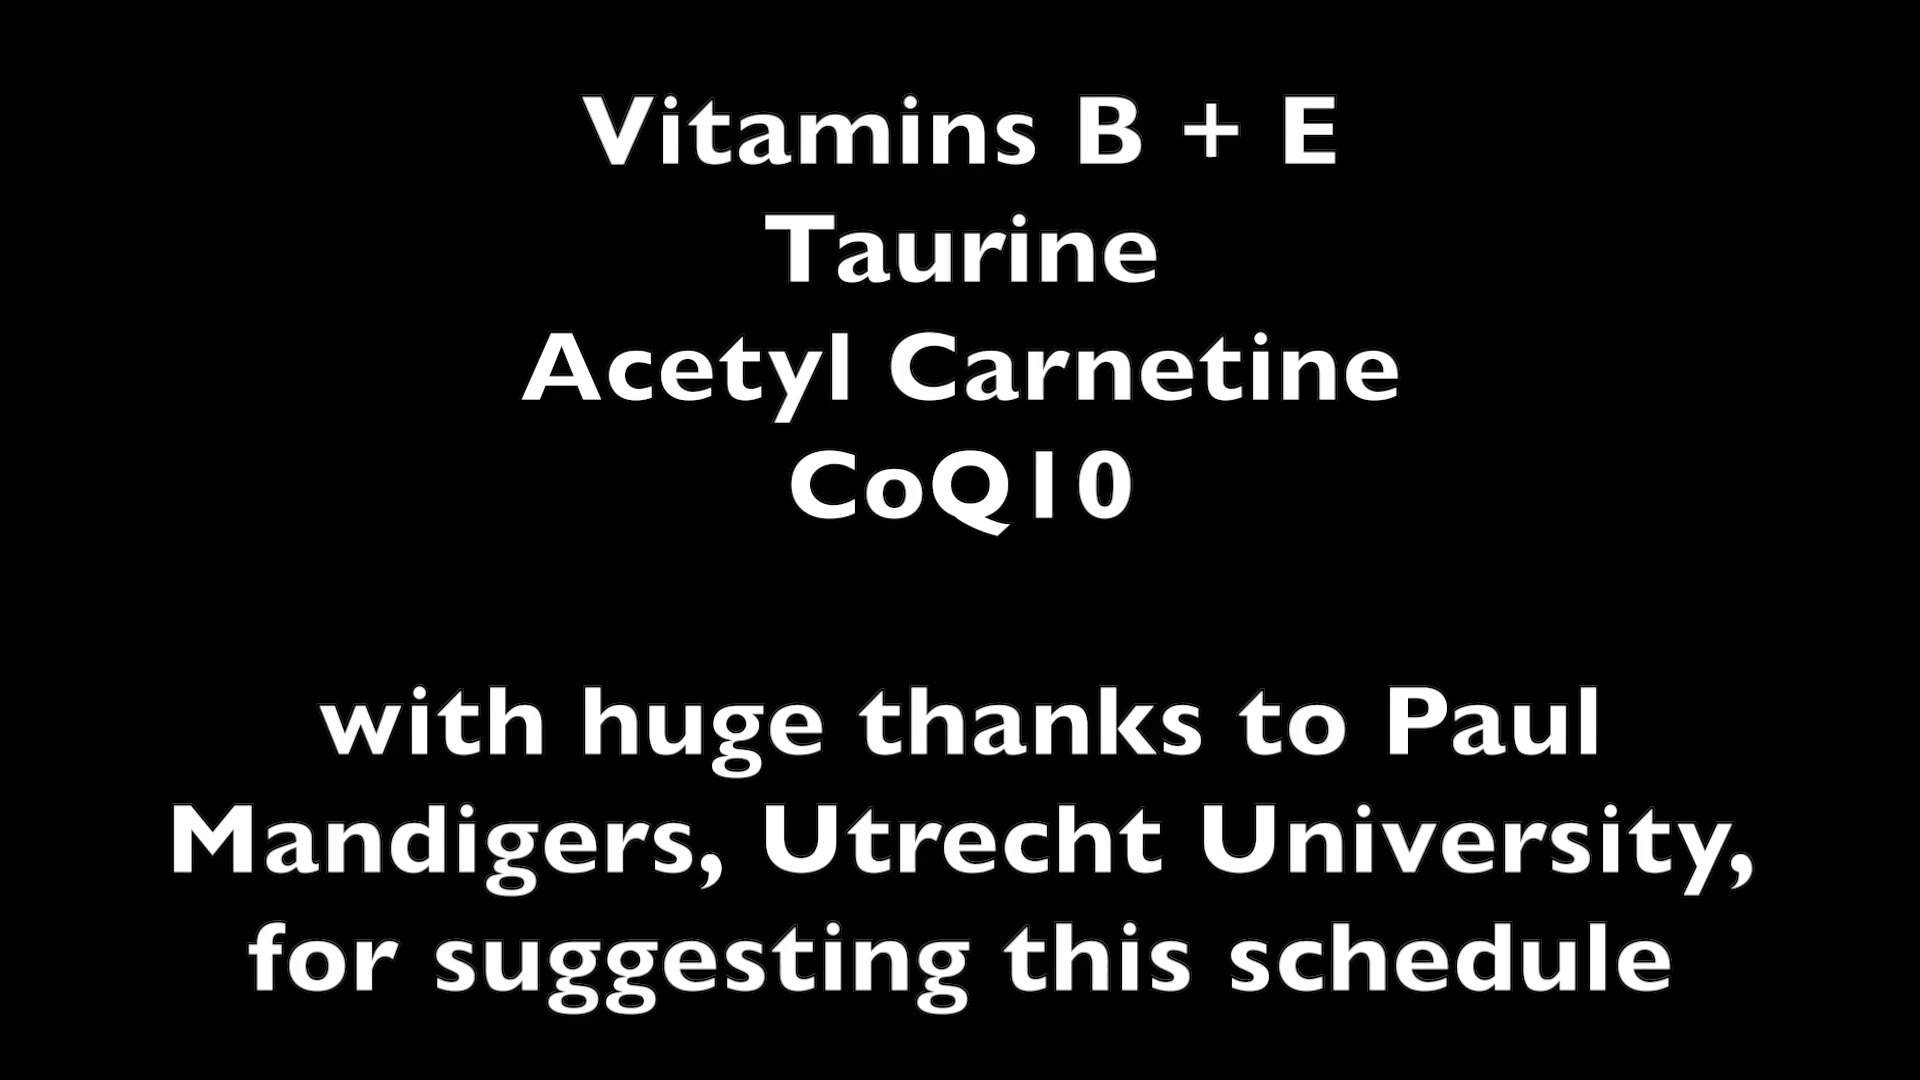 Vitamins B + E
Taurine
Acetyl Carnetine
CoQ10
with huge thanks to Paul
Mandigers, Utrecht University,
for suggesting this schedule